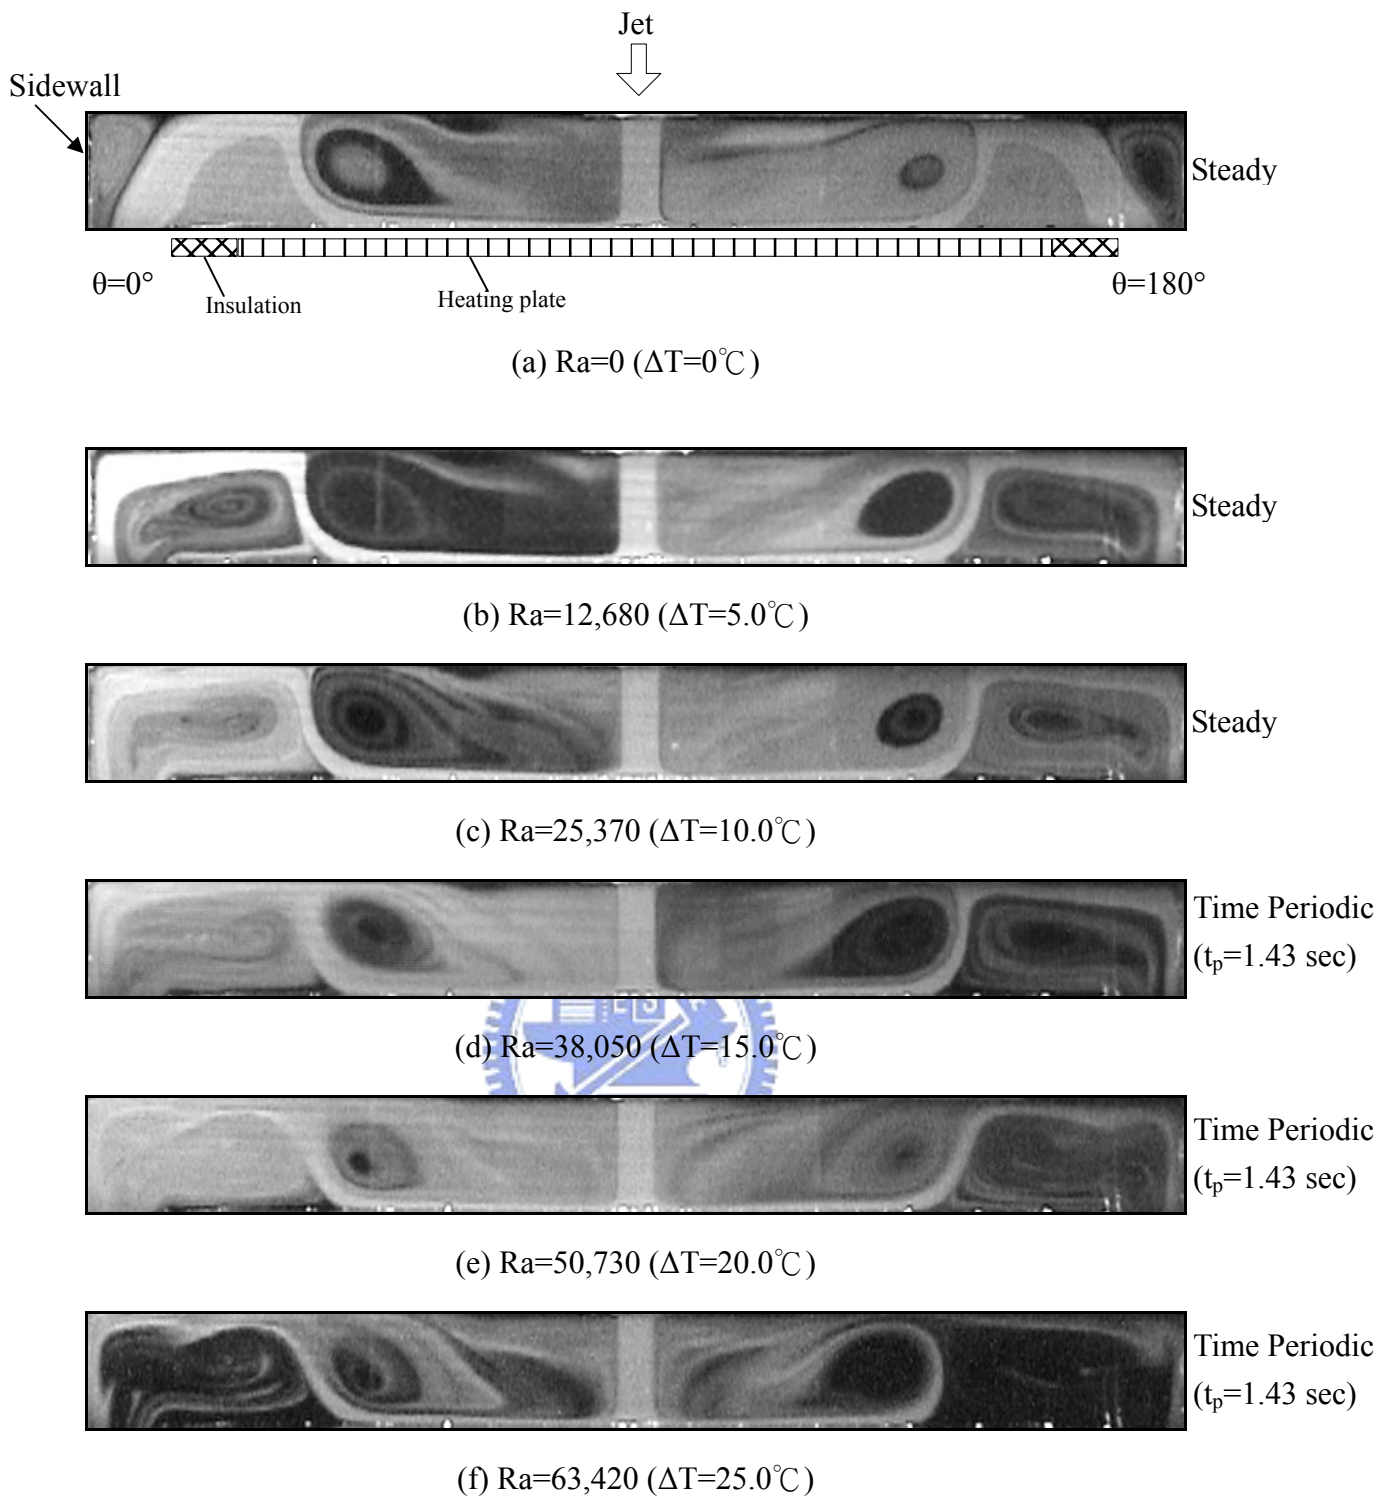 Jet
Sidewall
Steady
θ=0°
θ=180°
Insulation
Heating plate
(a) Ra=0 (ΔT=0℃)
Steady
(b) Ra=12,680 (ΔT=5.0℃)
Steady
(c) Ra=25,370 (ΔT=10.0℃)
Time Periodic
(tp=1.43 sec)
(d) Ra=38,050 (ΔT=15.0℃)
Time Periodic
(tp=1.43 sec)
(e) Ra=50,730 (ΔT=20.0℃)
Time Periodic
(tp=1.43 sec)
(f) Ra=63,420 (ΔT=25.0℃)